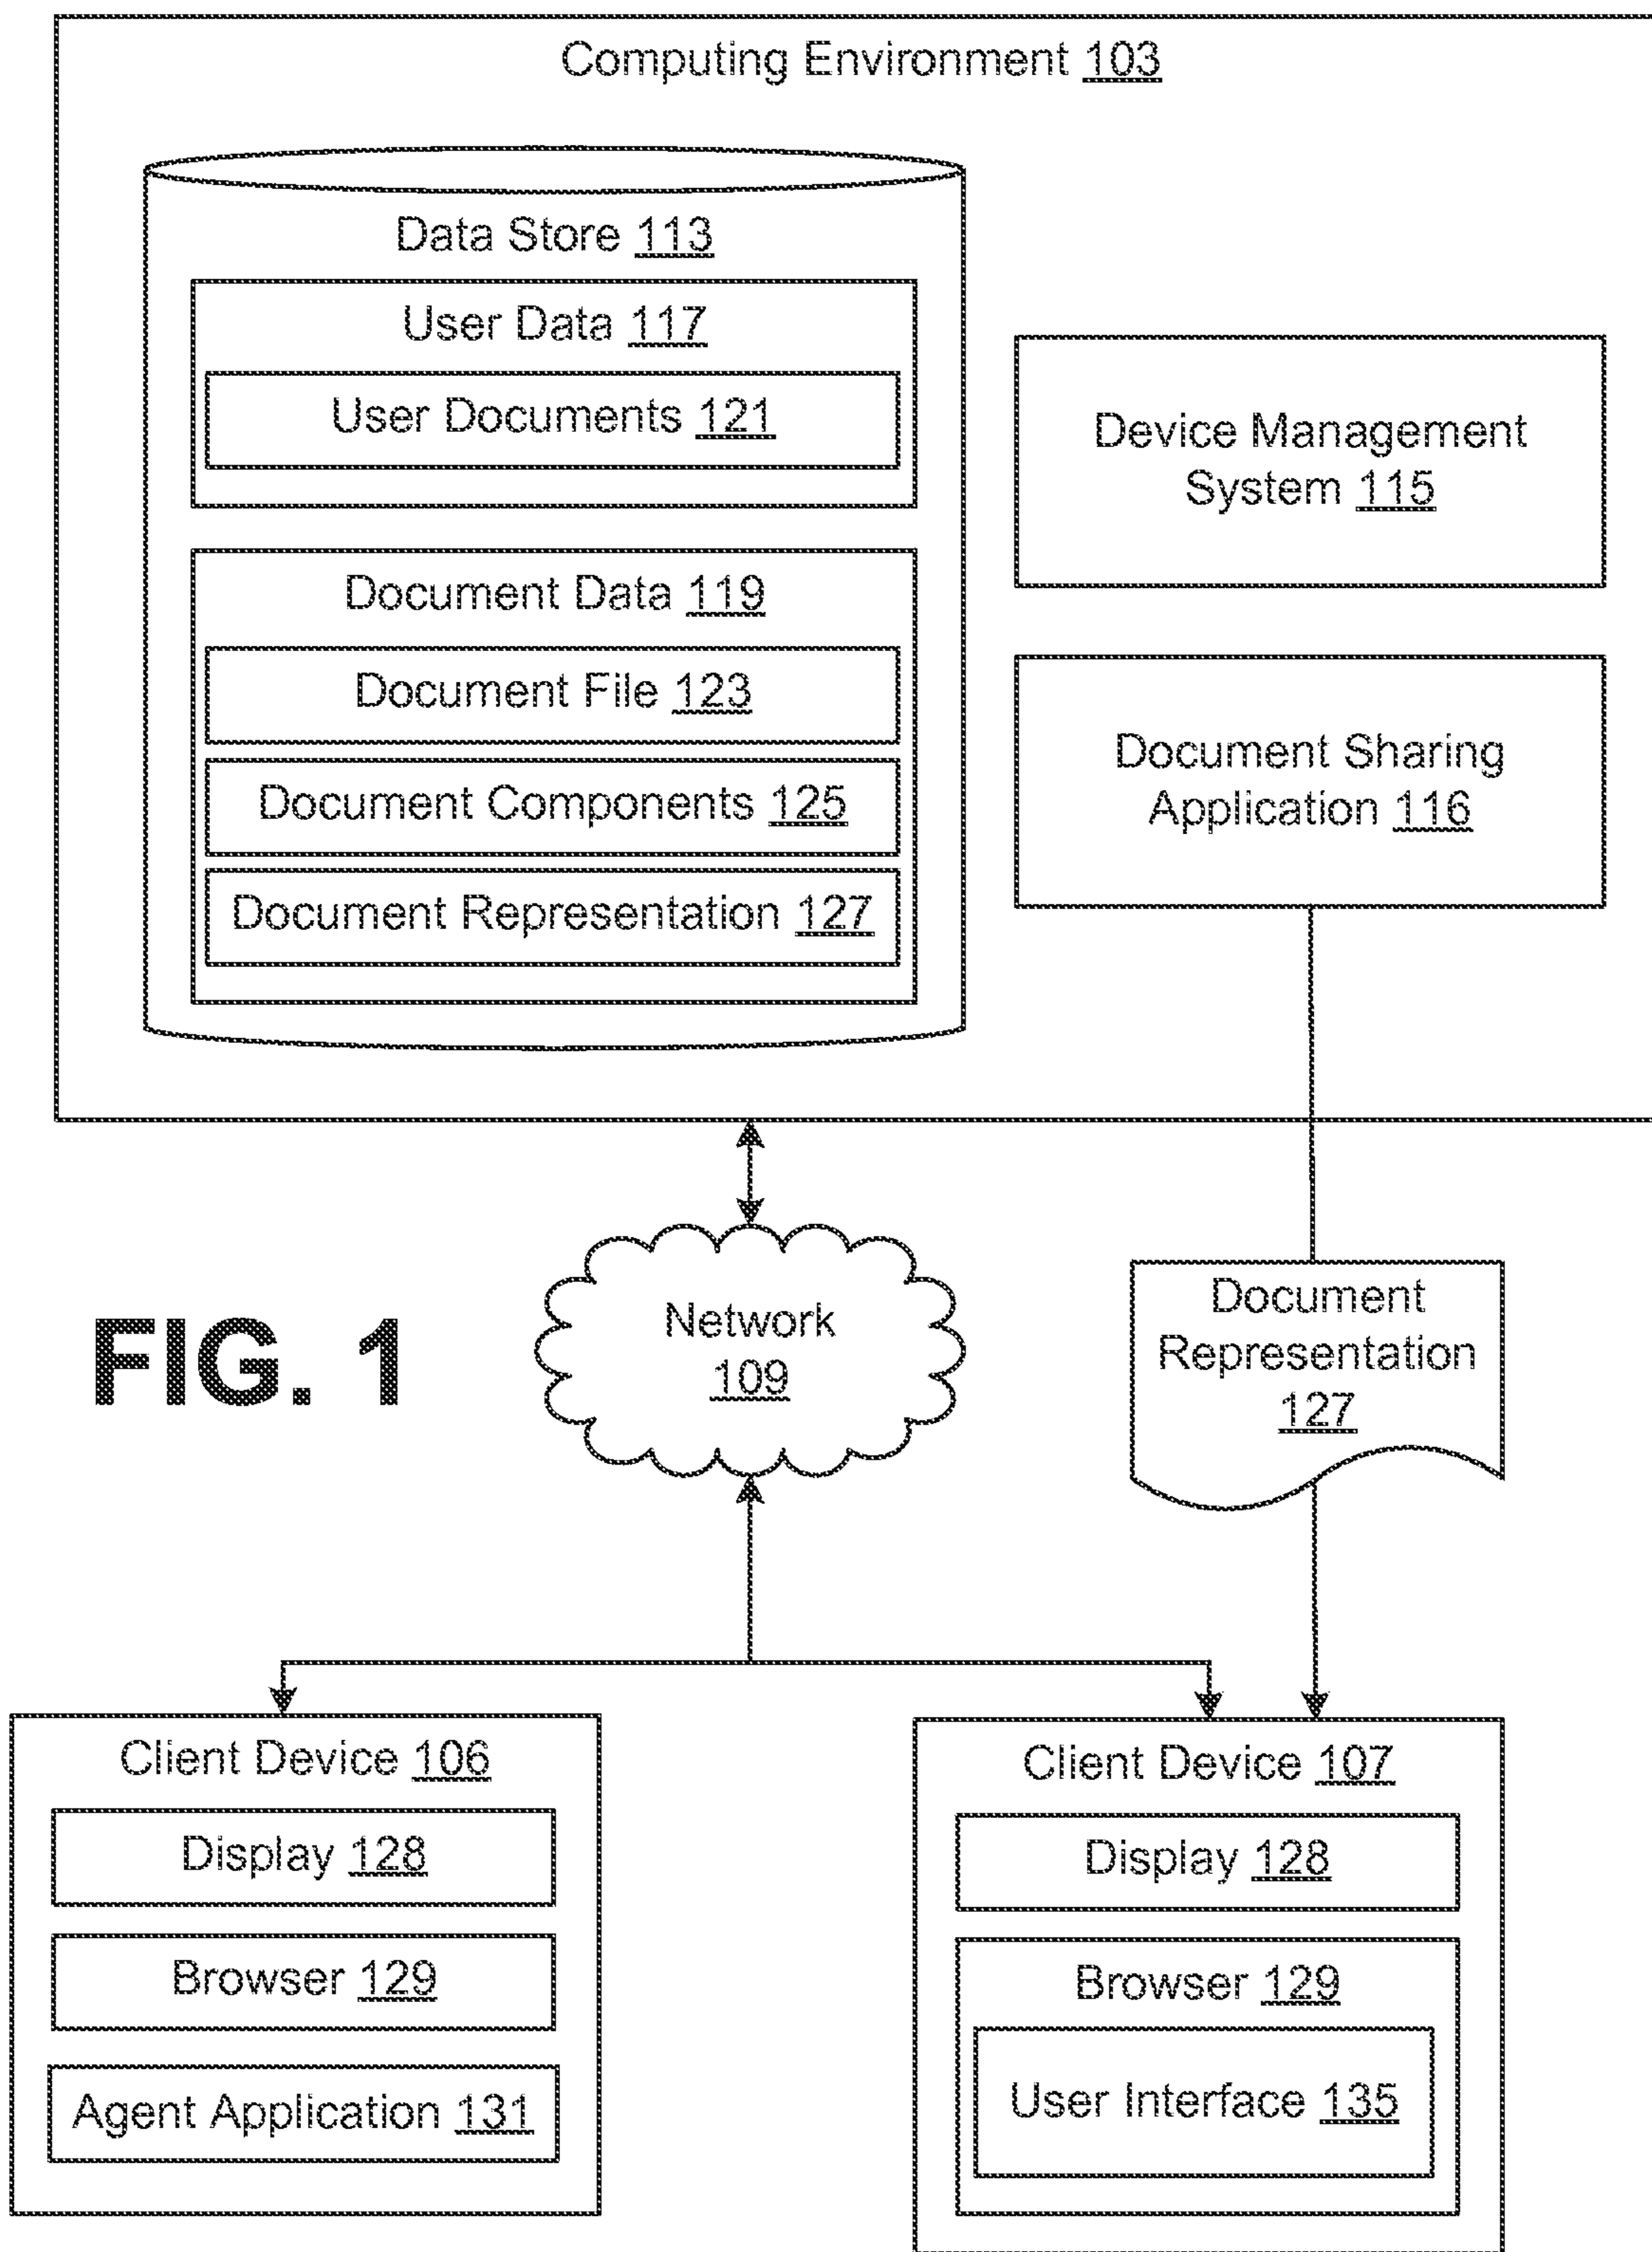 Computing Environment 103
Data Store 113
User Data 117
User Documents 121
Document Data 119
Document File 123
Document Components 125
Document Representation 127
Device Management
System 115
Document Sharing
Application 116
FIG. 1
Network
109
Document
Representation
127
Client Device 106
Display 128
Browser 129
Agent Application 131
Client Device 107
Display 128
Browser 129
User Interface 135